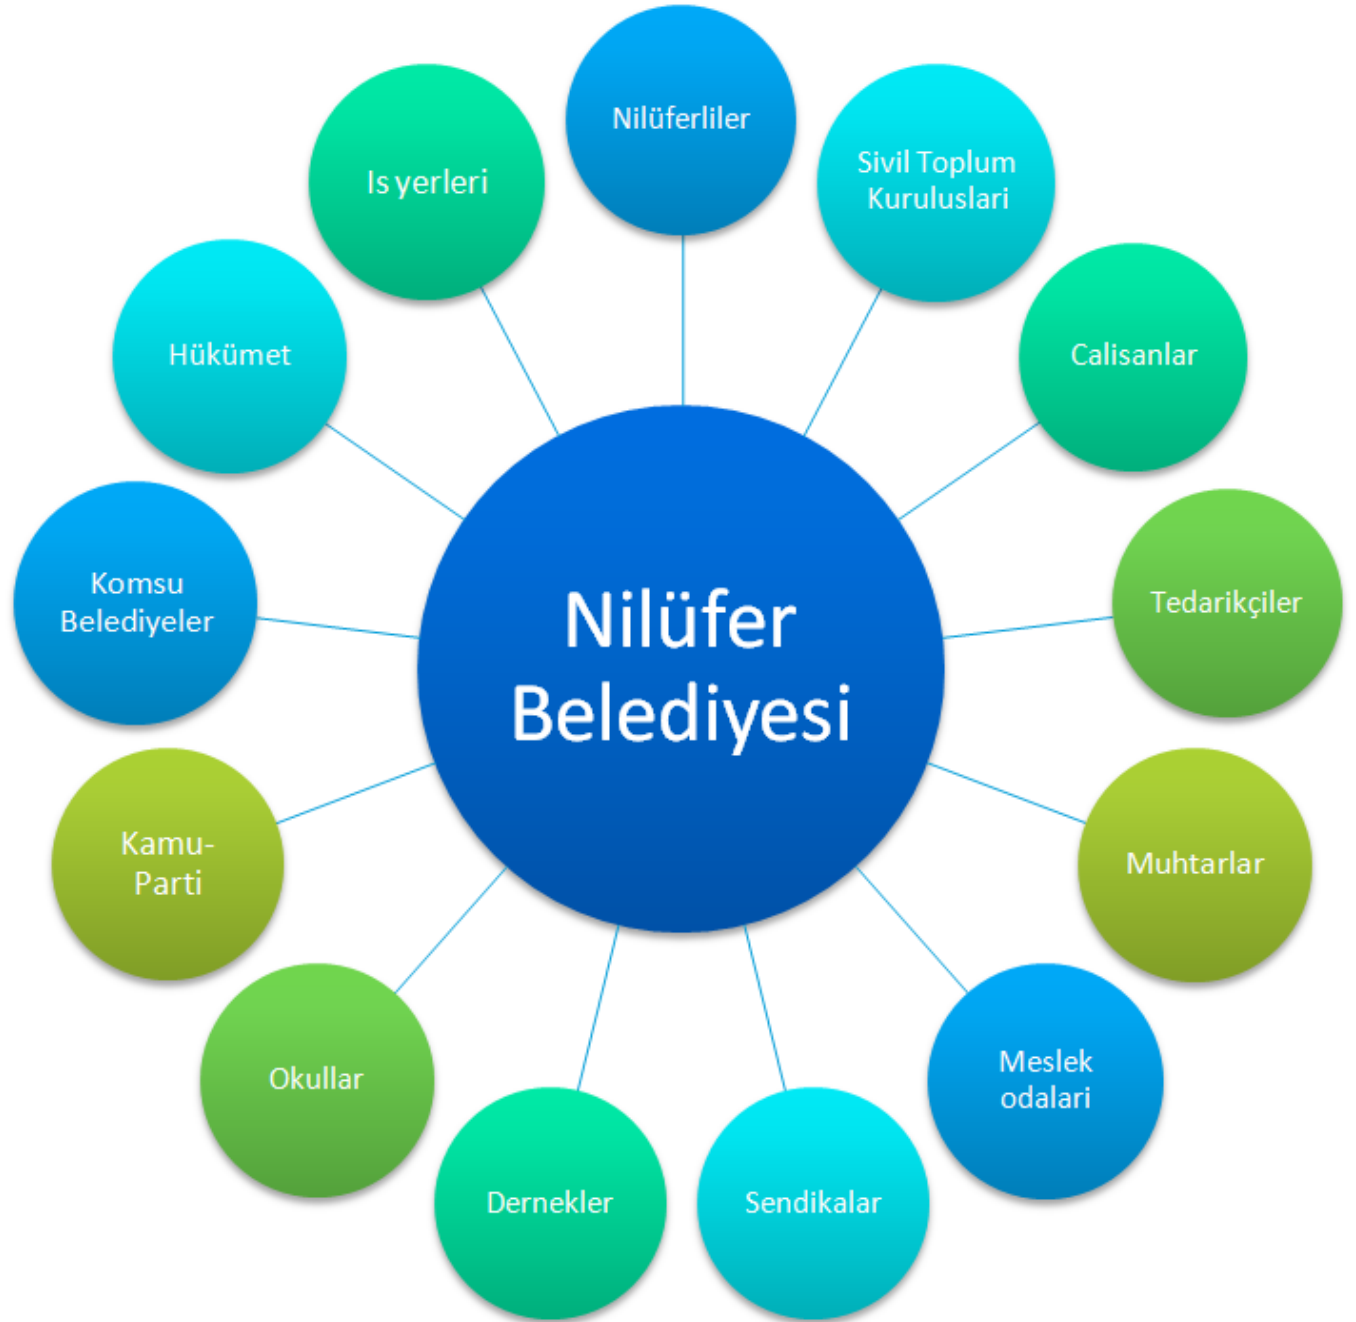 Nilüferliler
Sivil Toplum
Kuruluslari
Calisanlar
Tedarikçiler
Muhtarlar
Meslek
odalari
Sendikalar
Dernekler
Okullar
Kamu-
Parti
Komsu
Belediyeler
Hükümet
Is yerleri
Nilüfer
Belediyesi